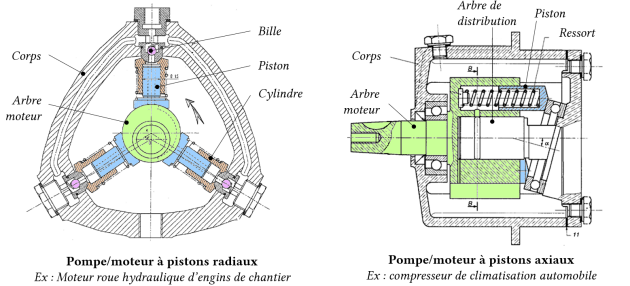 Corps
Bille
Piston
Cylindre
Arbre
moteur
Pompe/moteur à pistons radiaux
Ex : Moteur roue hydraulique d'engins de chantier
Arbre de
distribution
Piston
Ressort
Corps
Arbre
moteur
B
α
B
11
Pompe/moteur à pistons axiaux
Ex : compresseur de climatisation automobile